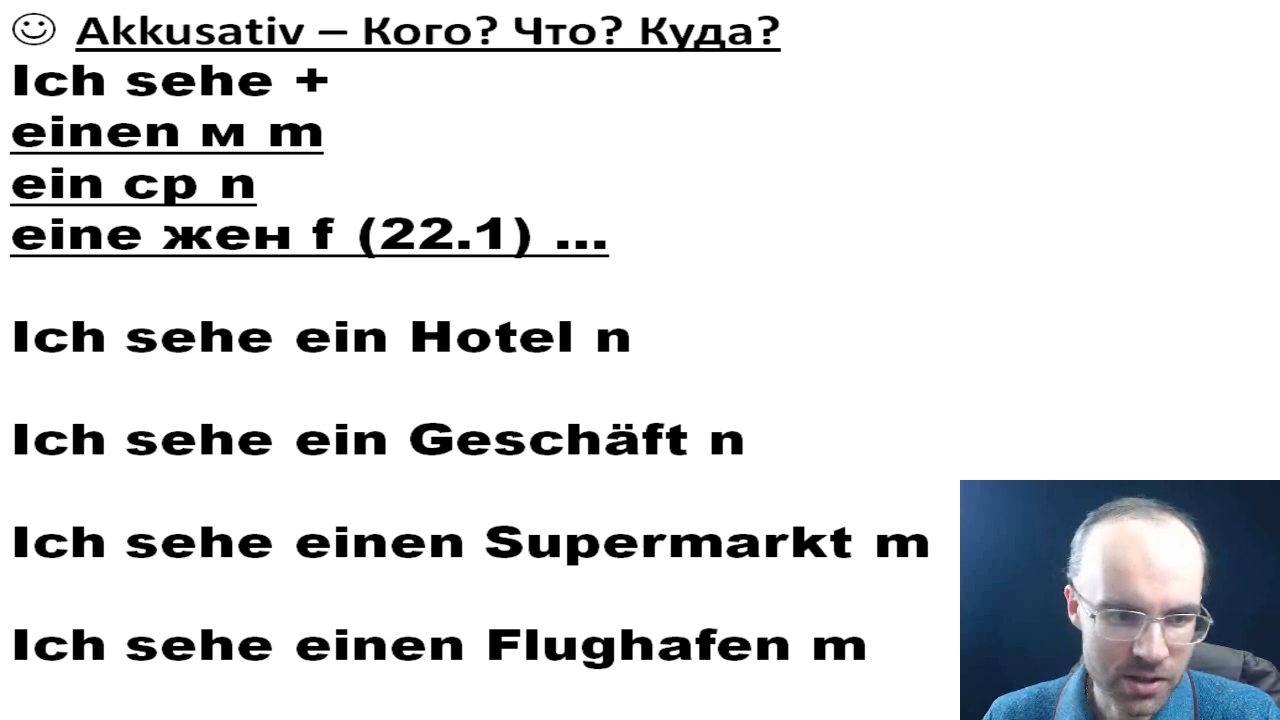 ☺ Akkusativ – Кого? Что? Куда?
Ich sehe +
einen м m
ein ср n
eine жен f (22.1) ...
Ich sehe ein Hotel n
Ich sehe ein Geschäft n
Ich sehe einen Supermarkt m
Ich sehe einen Flughafen m